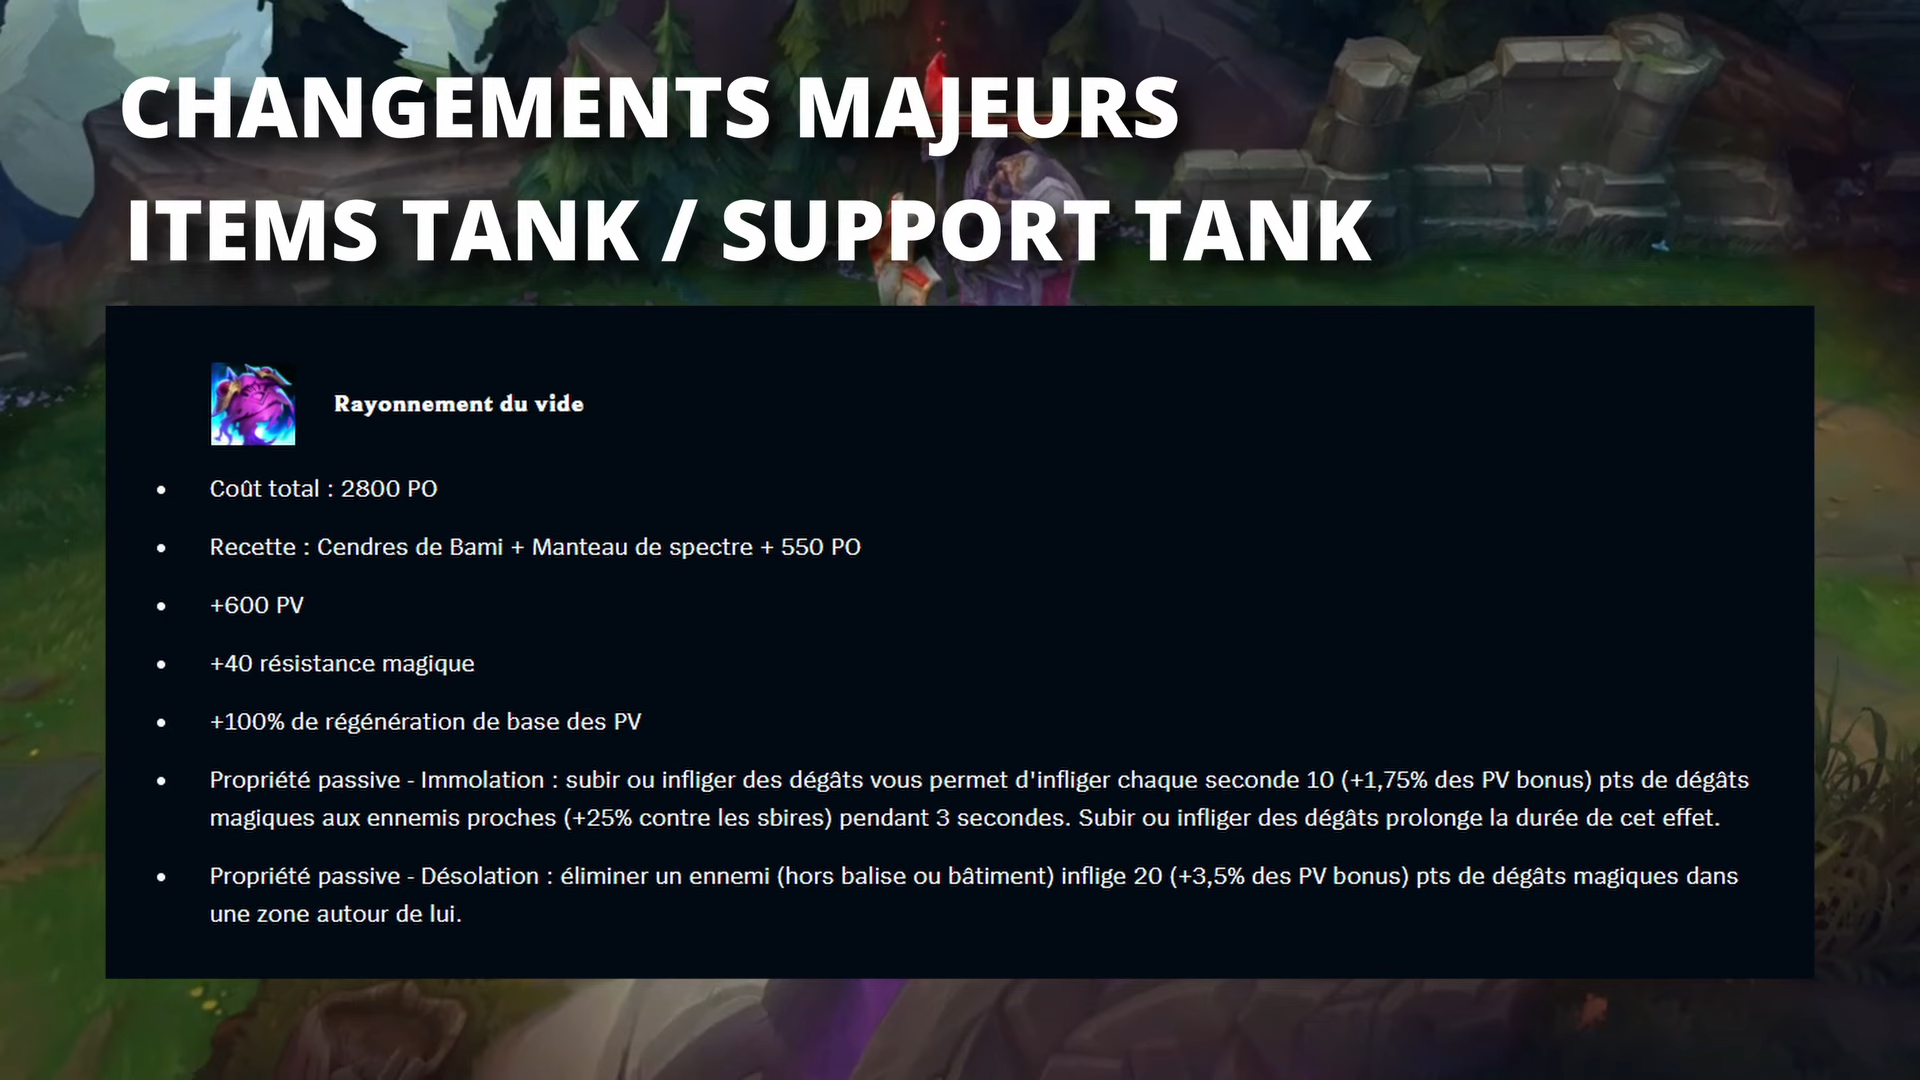 CHANGEMENTS MAJEURS
ITEMS TANK / SUPPORT TANK
Rayonnement du vide
• Coût total : 2800 PO
• Recette : Cendres de Bami + Manteau de spectre + 550 PO
• +600 PV
• +40 résistance magique
• +100% de régénération de base des PV
• Propriété passive - Immolation : subir ou infliger des dégâts vous permet d'infliger chaque seconde 10 (+1,75% des PV bonus) pts de dégâts
magiques aux ennemis proches (+25% contre les sbires) pendant 3 secondes. Subir ou infliger des dégâts prolonge la durée de cet effet.
• Propriété passive - Désolation : éliminer un ennemi (hors balise ou bâtiment) inflige 20 (+3,5% des PV bonus) pts de dégâts magiques dans
une zone autour de lui.